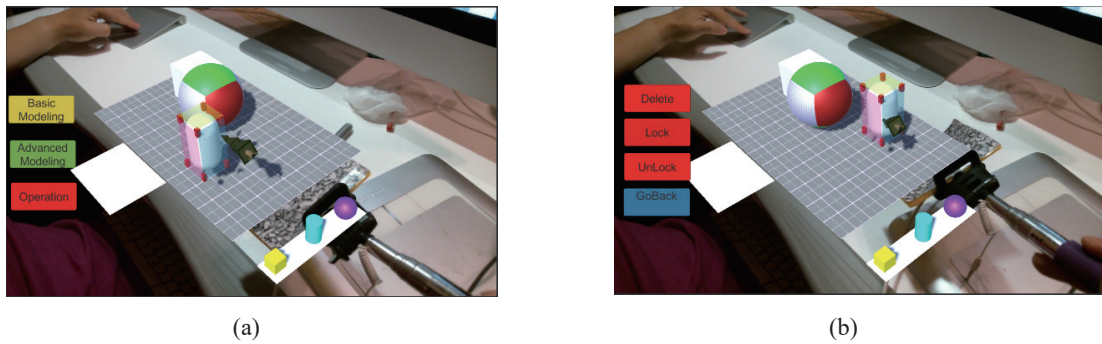 Basic
Modeling
Advanced
Modeling
Operation
(a)
Delete
Lock
UnLock
GoBack
(b)